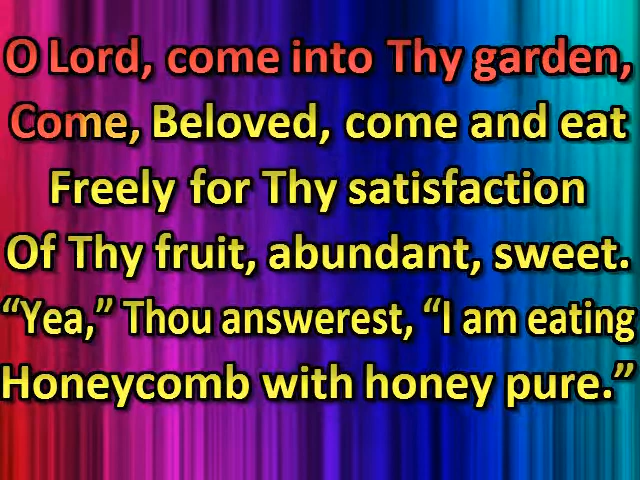 O Lord, come into Thy garden,
Come, Beloved, come and eat
Freely for Thy satisfaction
Of Thy fruit, abundant, sweet.
“Yea,” Thou answerest, “I am eating
Honeycomb with honey pure.”